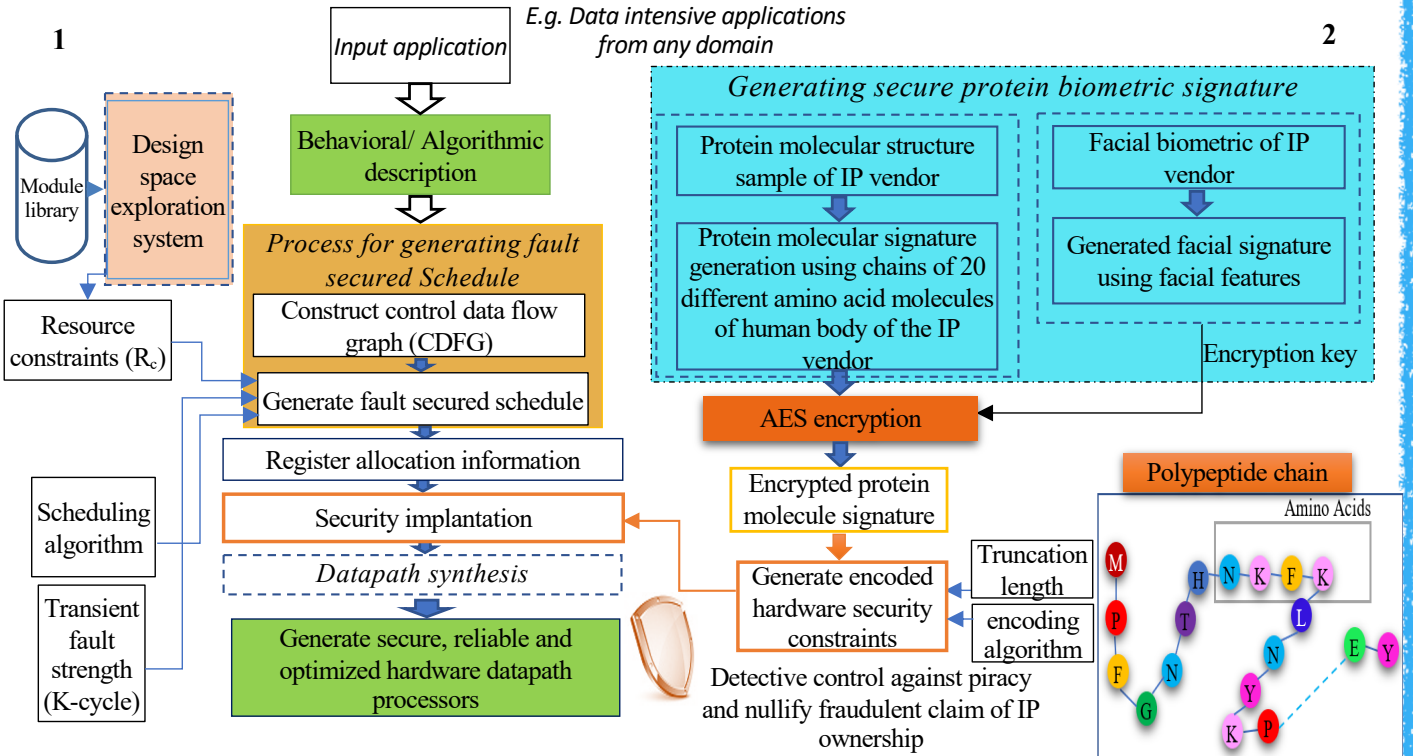 1
Input application
E.g. Data intensive applications
from any domain
Module
library
Design
space
exploration
system
Resource
constraints (Rc)
Scheduling
algorithm
Transient
fault
strength
(K-cycle)
Behavioral/ Algorithmic
description
Process for generating fault
secured Schedule
Construct control data flow
graph (CDFG)
Generate fault secured schedule
Register allocation information
Security implantation
Datapath synthesis
Generate secure, reliable and
optimized hardware datapath
processors
2
Generating secure protein biometric signature
Protein molecular structure
sample of IP vendor
Protein molecular signature
generation using chains of 20
different amino acid molecules
of human body of the IP
vendor
Facial biometric of IP
vendor
Generated facial signature
using facial features
Encryption key
AES encryption
Encrypted protein
molecule signature
Generate encoded
hardware security
constraints
Truncation
length
encoding
algorithm
Detective control against piracy
and nullify fraudulent claim of IP
ownership
Polypeptide chain
Amino Acids
M
P
F
G
N
T
H
N
K
F
K
L
N
Y
K
P
E
Y